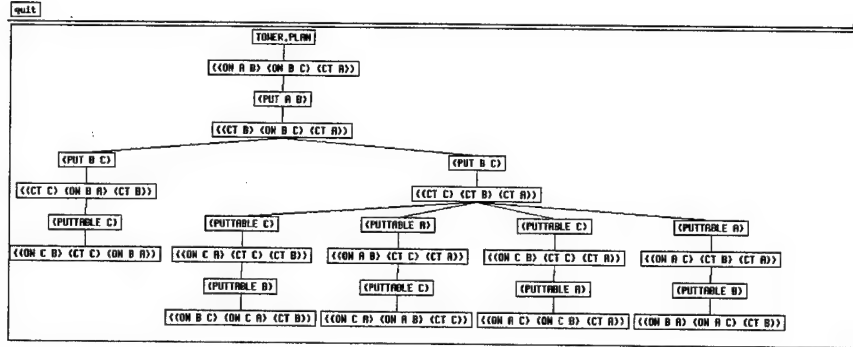 quit
TOWER.PLAN
((ON A B) (ON B C) (CT A))
(PUT A B)
((CT B) (ON B C) (CT A))
(PUT B C) (PUT B C)
((CT C) (ON B A) (CT B)) ((CT C) (CT B) (CT A))
(PUTTABLE C) (PUTTABLE C) (PUTTABLE A) (PUTTABLE C) (PUTTABLE A)
((ON C B) (CT C) (ON B A)) ((ON C A) (CT C) (CT B)) ((ON A B) (CT C) (CT A)) ((ON C B) (CT C) (CT A)) ((ON A C) (CT B) (CT A))
(PUTTABLE B) (PUTTABLE C) (PUTTABLE A) (PUTTABLE B)
((ON B C) (ON C A) (CT B)) ((ON C A) (ON A B) (CT C)) ((ON A C) (ON C B) (CT A)) ((ON B A) (ON A C) (CT B))